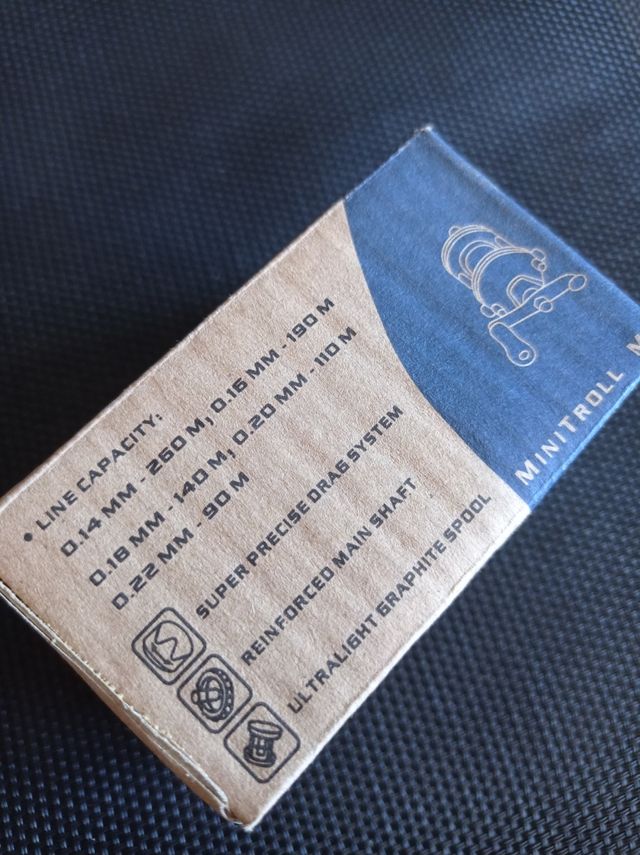 • LINE CAPACITY:
0.14 MM - 260 M; 0.16 MM - 190 M
0.18 MM - 140 M; 0.20 MM - 110 M
0.22 MM - 90 M
SUPER PRECISE DRAG SYSTEM
REINFORCED MAIN SHAFT
ULTRALIGHT GRAPHITE SPOOL
MINITROLL